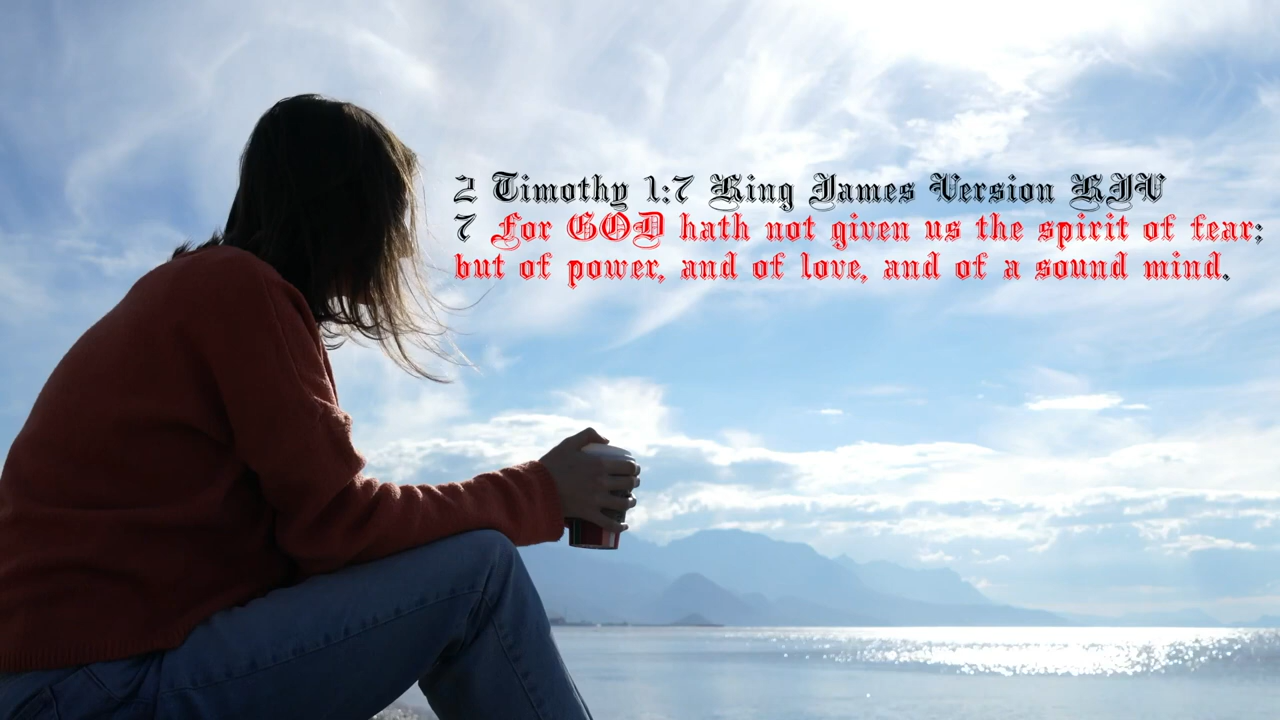 2 Timothy 1:7 King James Version KJV
7 For GOD hath not given us the spirit of fear;
but of power, and of love, and of a sound mind.